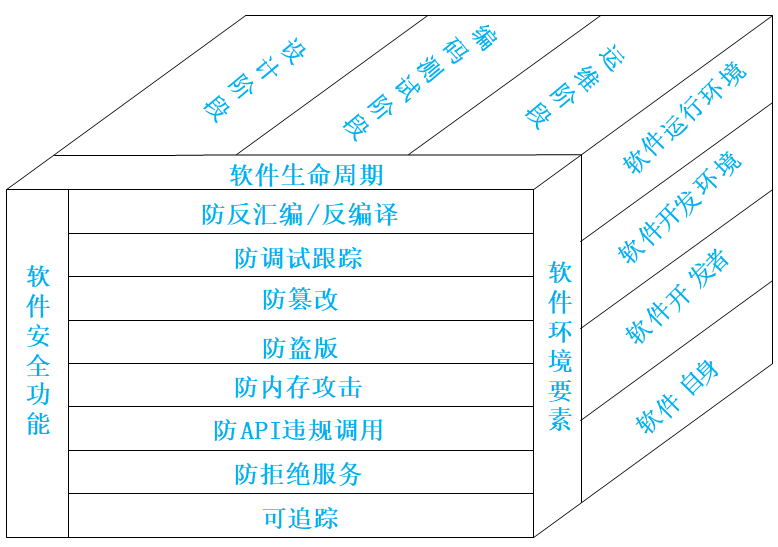 设计阶段
编码测试阶段
运维阶段
软件生命周期
软件安全功能
防反汇编/反编译
防调试跟踪
防篡改
防盗版
防内存攻击
防API违规调用
防拒绝服务
可追踪
软件环境要素
软件运行环境
软件开发环境
软件开发者
软件自身